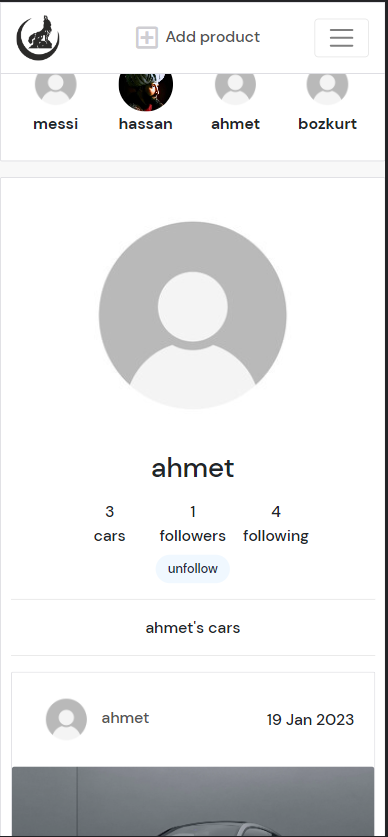 Add product
messi hassan ahmet bozkurt
ahmet
3 1 4
cars followers following
unfollow
ahmet's cars
ahmet 19 Jan 2023